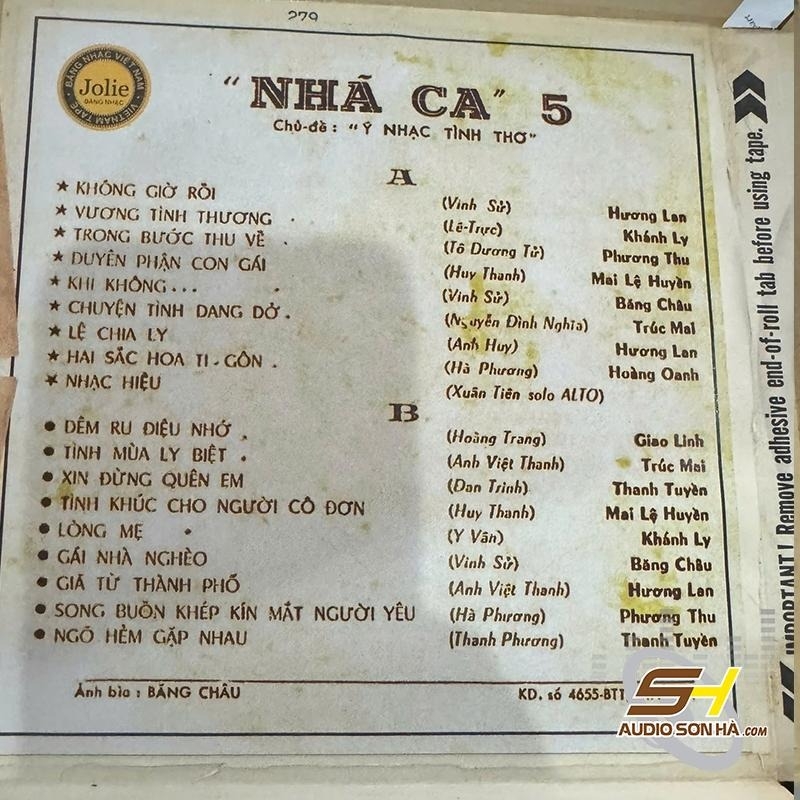 279
BĂNG NHẠC VIỆT NAM
Jolie
BĂNG NHẠC
VIETNAM TAPE
"NHÃ CA" 5
Chủ-đề : "Ý NHẠC TÌNH THƠ"
A
★ KHÔNG GIỜ RỒI (Vinh Sử) Hương Lan
★ VƯƠNG TÌNH THƯƠNG . (Lê-Trực) Khánh Ly
★ TRONG BƯỚC THU VỀ . (Tô Dương Tử) Phương Thu
★ DUYÊN PHẬN CON GÁI (Huy Thanh) Mai Lệ Huyền
★ KHI KHÔNG... (Vinh Sử) Băng Châu
★ CHUYỆN TÌNH DANG DỞ. (Nguyễn Đình Nghĩa) Trúc Mai
★ LỆ CHIA LY (Anh Huy) Hương Lan
★ HAI SẮC HOA TI-GÔN . (Hà Phương) Hoàng Oanh
★ NHẠC HIỆU (Xuân Tiên solo ALTO)
B
● ĐÊM RU ĐIỆU NHỚ . (Hoàng Trang) Giao Linh
● TÌNH MÙA LY BIỆT . (Anh Việt Thanh) Trúc Mai
● XIN ĐỪNG QUÊN EM (Đan Trinh) Thanh Tuyền
● TÌNH KHÚC CHO NGƯỜI CÔ ĐƠN (Huy Thanh) Mai Lệ Huyền
● LÒNG MẸ . (Y Vân) Khánh Ly
● GÁI NHÀ NGHÈO (Vinh Sử) Băng Châu
● GIÃ TỪ THÀNH PHỐ (Anh Việt Thanh) Hương Lan
● SONG BUỒN KHÉP KÍN MẮT NGƯỜI YÊU (Hà Phương) Phương Thu
● NGÕ HẺM GẶP NHAU (Thanh Phương) Thanh Tuyền
Ảnh bìa : BĂNG CHÂU KD. số 4655-BTT
IMPORTANT! Remove adhesive end-of-roll tab before using tape.
SH
AUDIO SƠN HÀ.COM